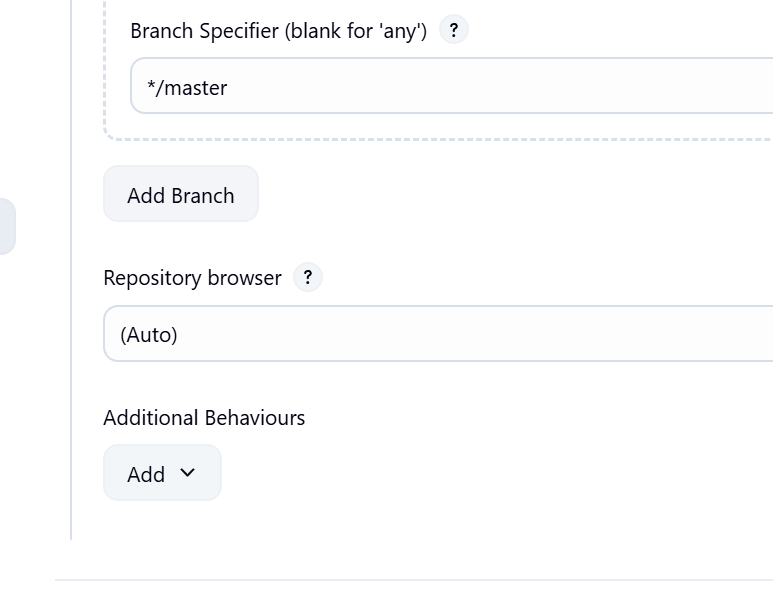 Branch Specifier (blank for 'any') ?
*/master
Add Branch
Repository browser ?
(Auto)
Additional Behaviours
Add